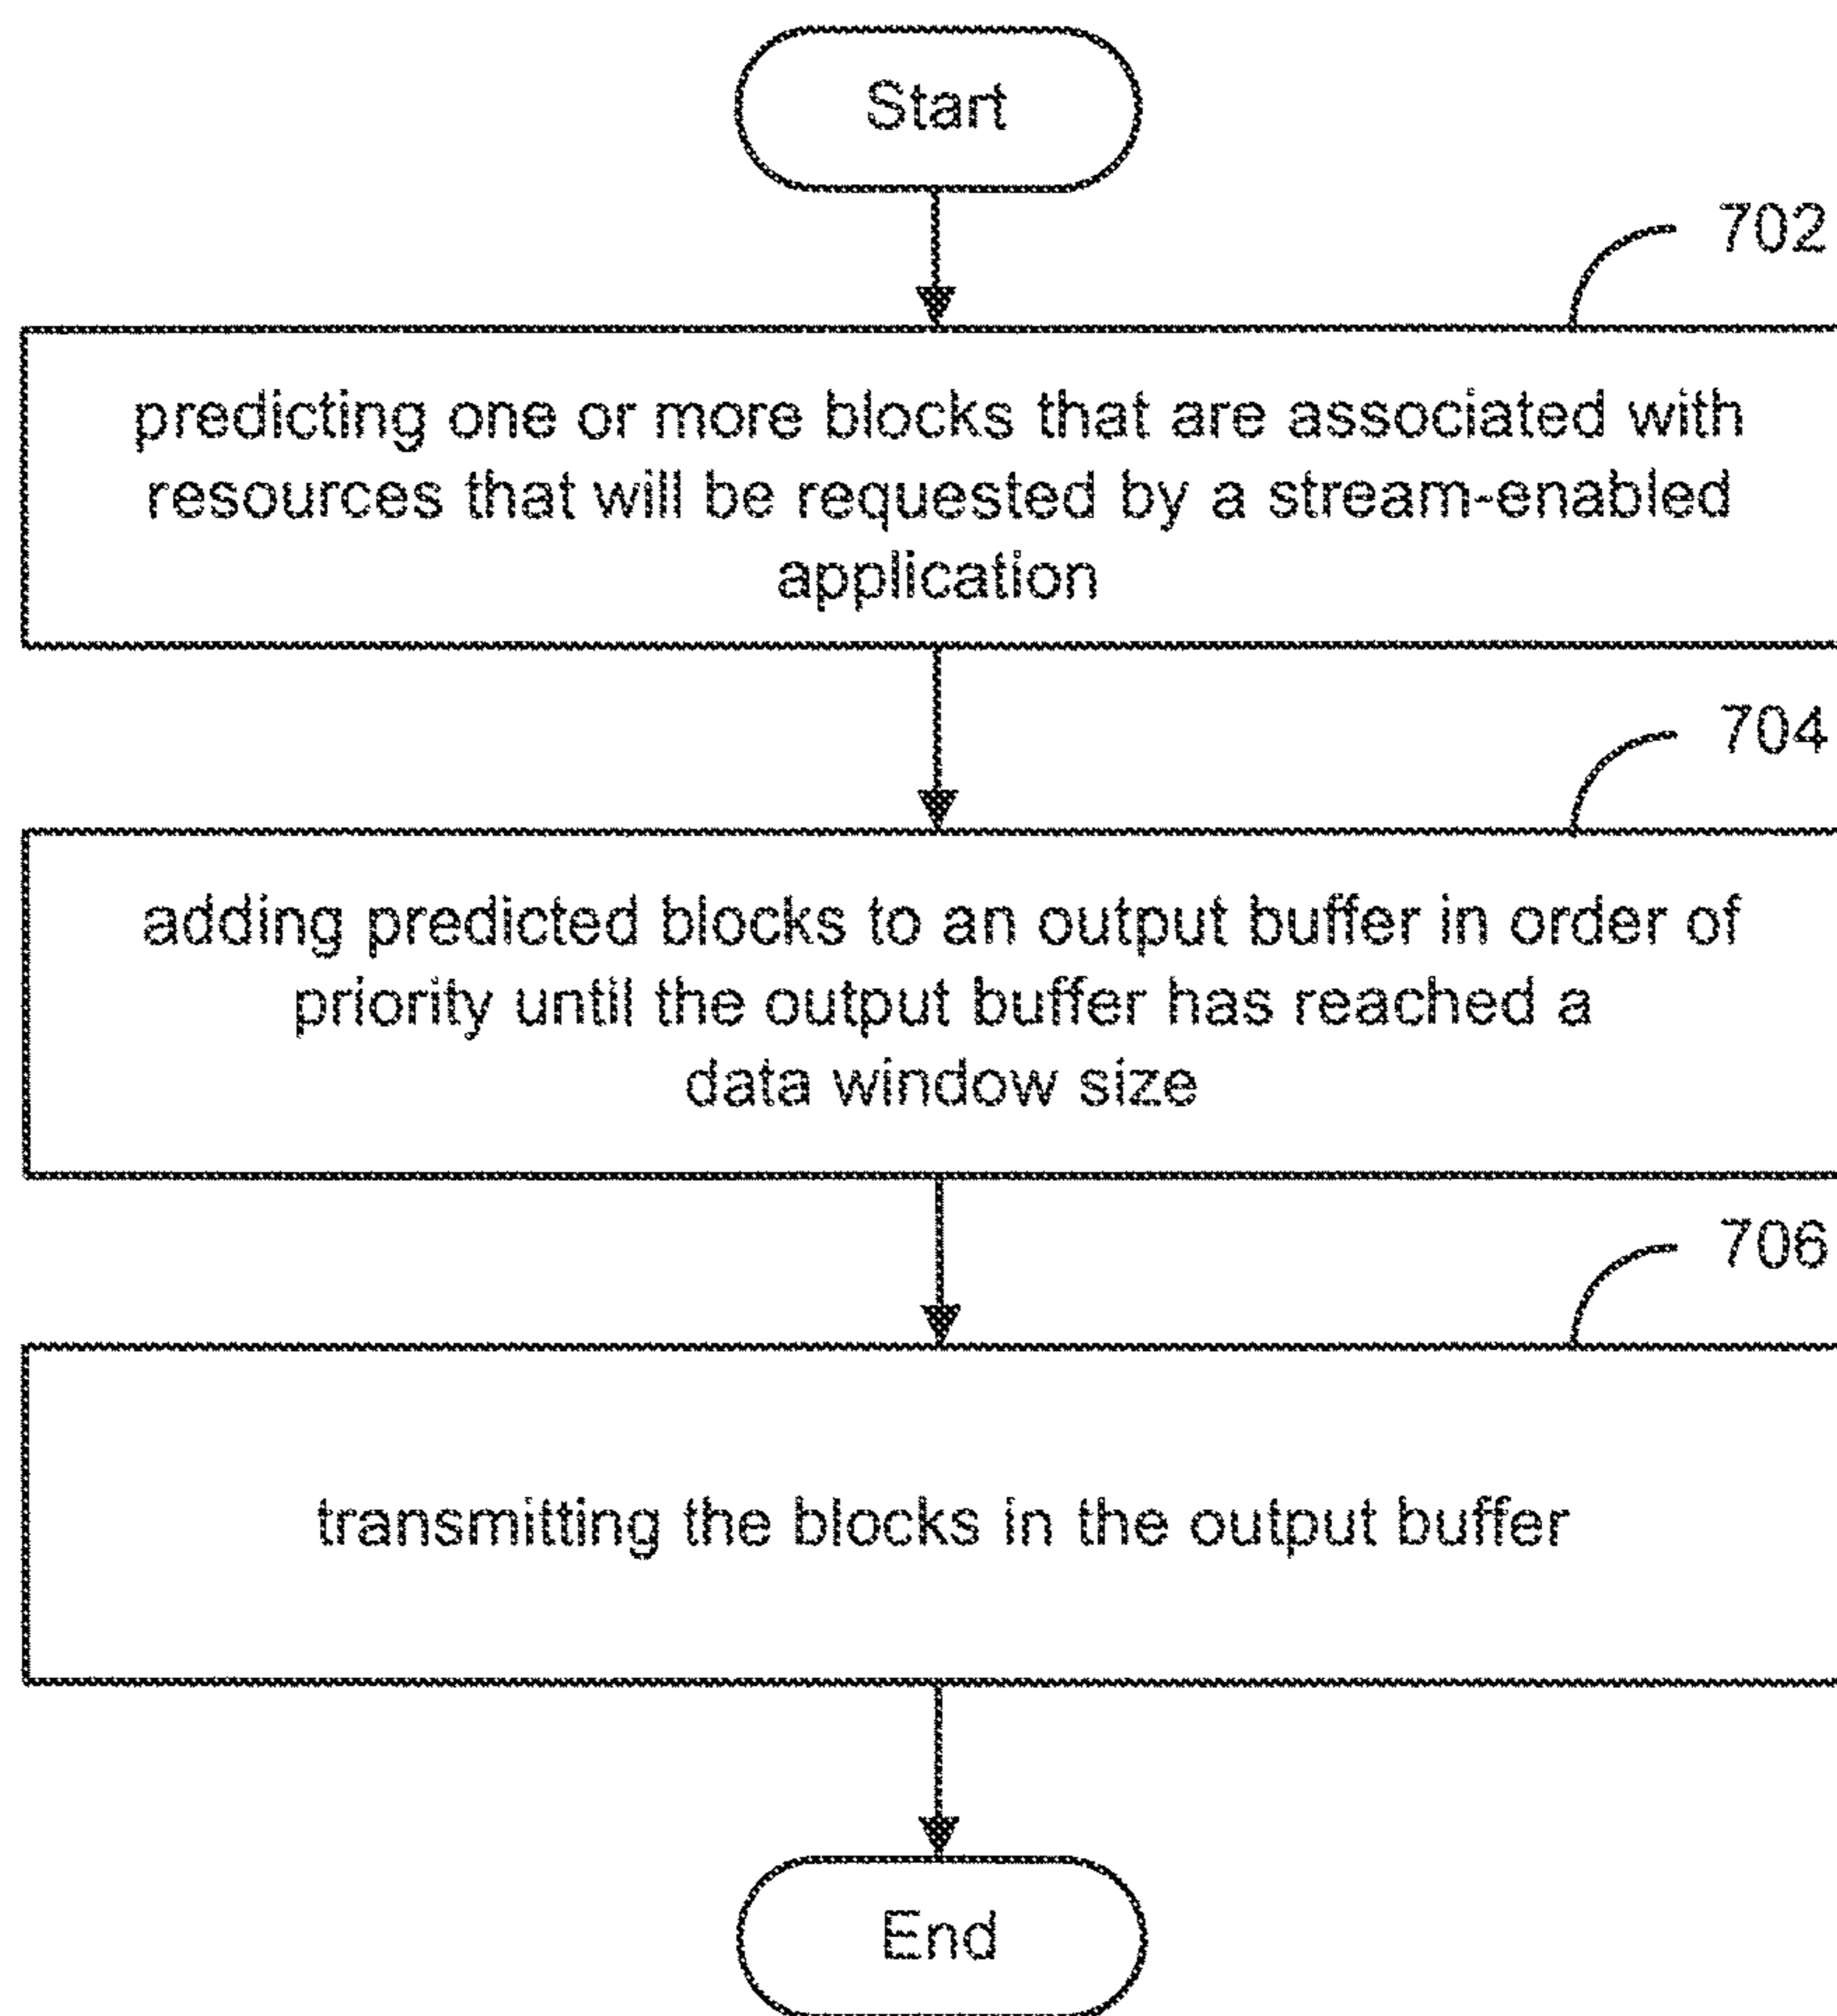 Start
702
predicting one or more blocks that are associated with
resources that will be requested by a stream-enabled
application
704
adding predicted blocks to an output buffer in order of
priority until the output buffer has reached a
data window size
706
transmitting the blocks in the output buffer
End